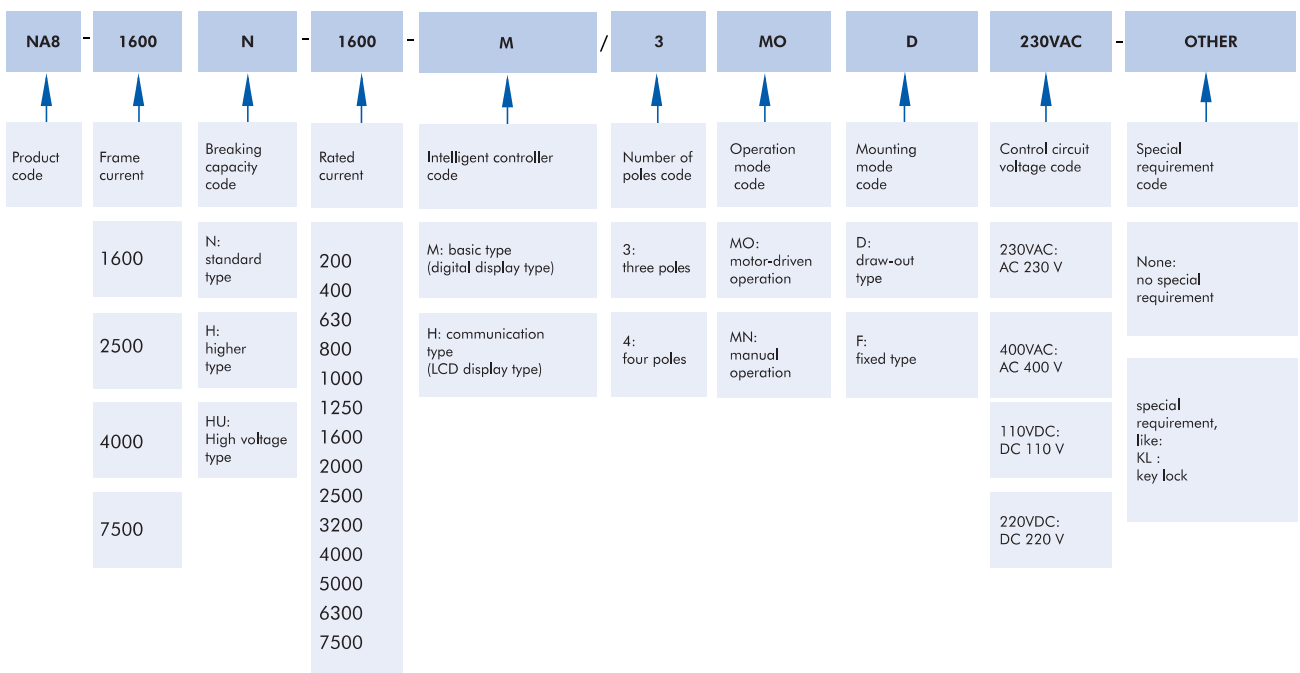 NA8 - 1600 N - 1600 - M / 3 MO D 230VAC - OTHER
Product
code
Frame
current
Breaking
capacity
code
Rated
current
Intelligent controller
code
Number of
poles code
Operation
mode
code
Mounting
mode
code
Control circuit
voltage code
Special
requirement
code
1600
2500
4000
7500
N:
standard
type
H:
higher
type
HU:
High voltage
type
200
400
630
800
1000
1250
1600
2000
2500
3200
4000
5000
6300
7500
M: basic type
(digital display type)
H: communication
type
(LCD display type)
3:
three poles
4:
four poles
MO:
motor-driven
operation
MN:
manual
operation
D:
draw-out
type
F:
fixed type
230VAC:
AC 230 V
400VAC:
AC 400 V
110VDC:
DC 110 V
220VDC:
DC 220 V
None:
no special
requirement
special
requirement,
like:
KL :
key lock